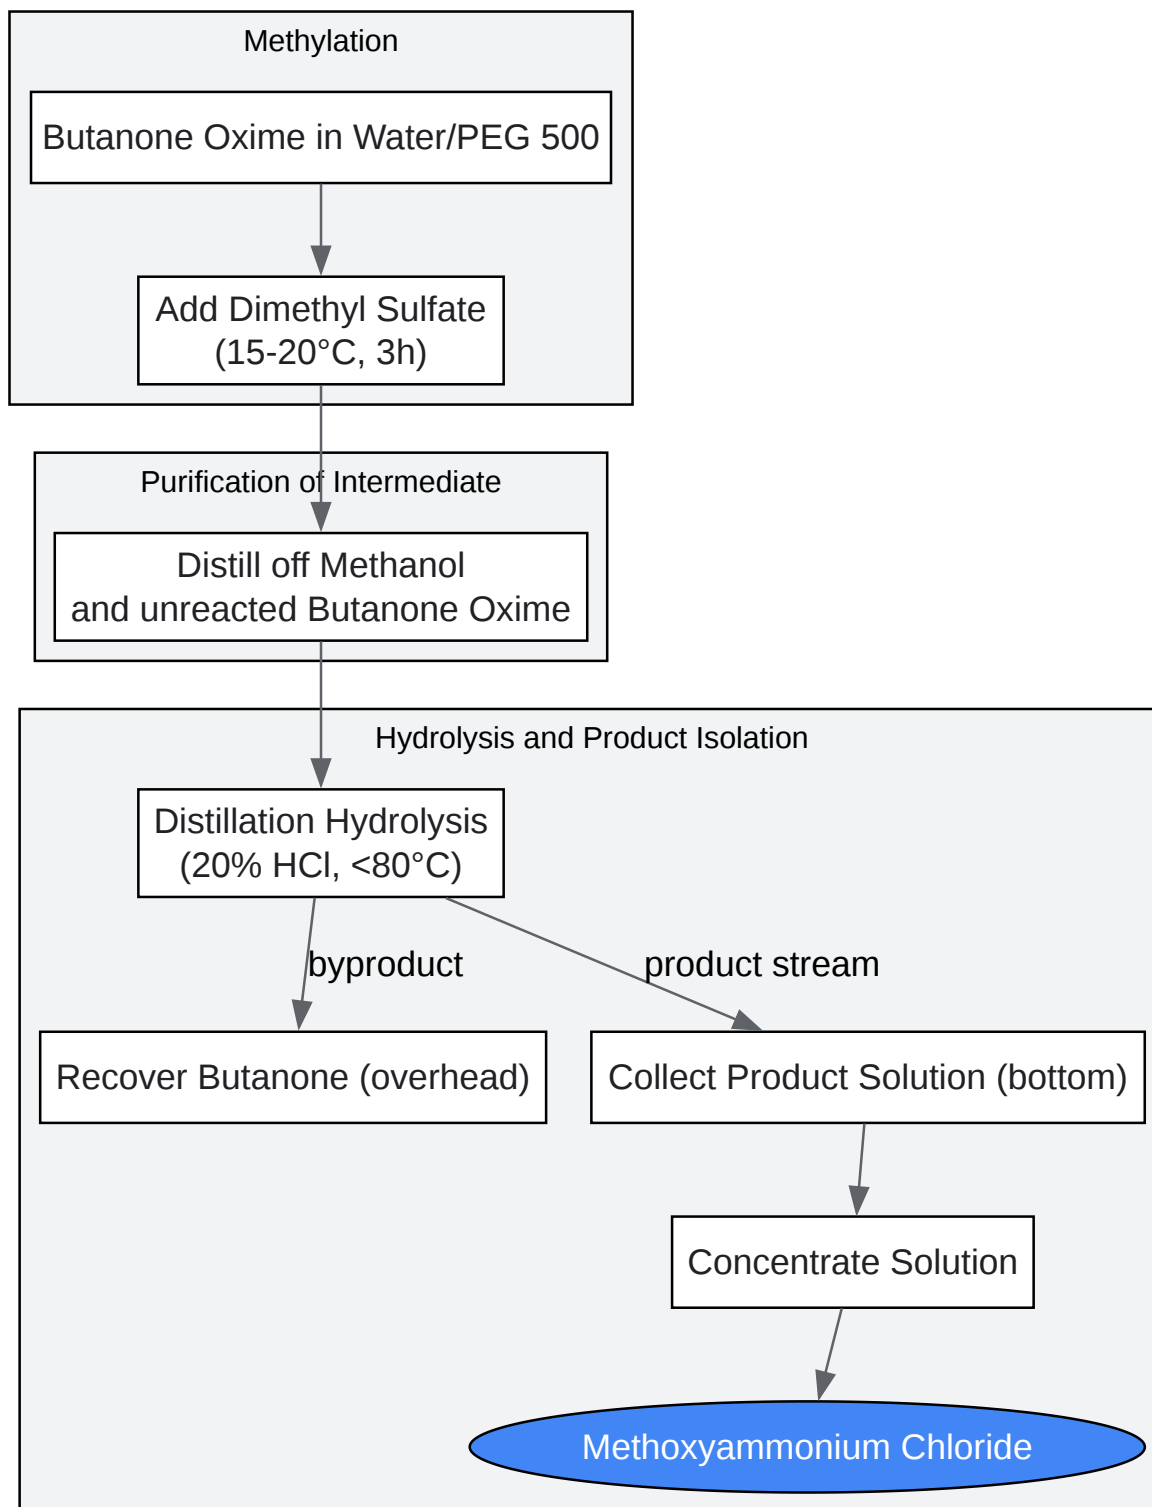 Methylation
Butanone Oxime in Water/PEG 500
Add Dimethyl Sulfate
(15-20°C, 3h)
Purification of Intermediate
Distill off Methanol
and unreacted Butanone Oxime
Hydrolysis and Product Isolation
Distillation Hydrolysis
(20% HCl, <80°C)
byproduct
product stream
Recover Butanone (overhead)
Collect Product Solution (bottom)
Concentrate Solution
Methoxyammonium Chloride